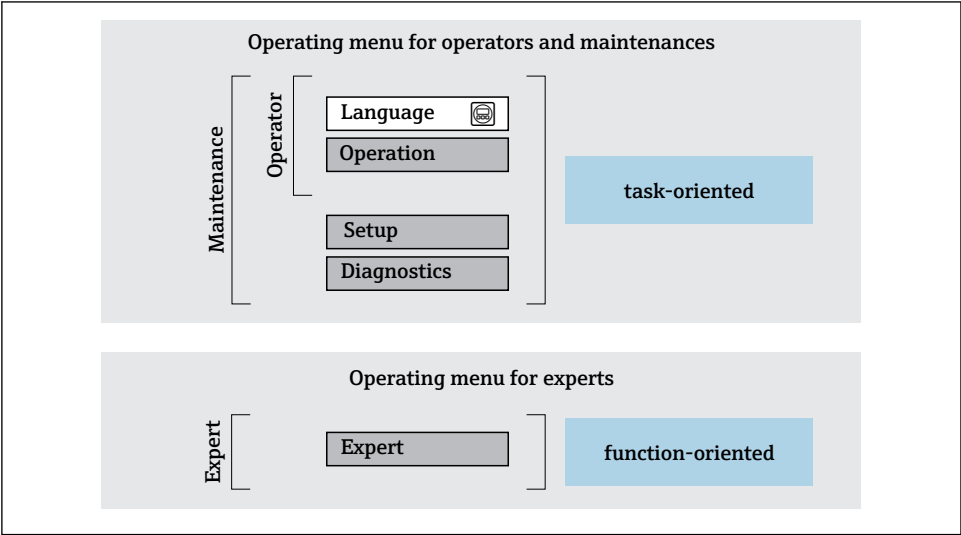 Operating menu for operators and maintenances
Maintenance
Operator
Language
Operation
Setup
Diagnostics
task-oriented
Operating menu for experts
Expert
Expert
function-oriented